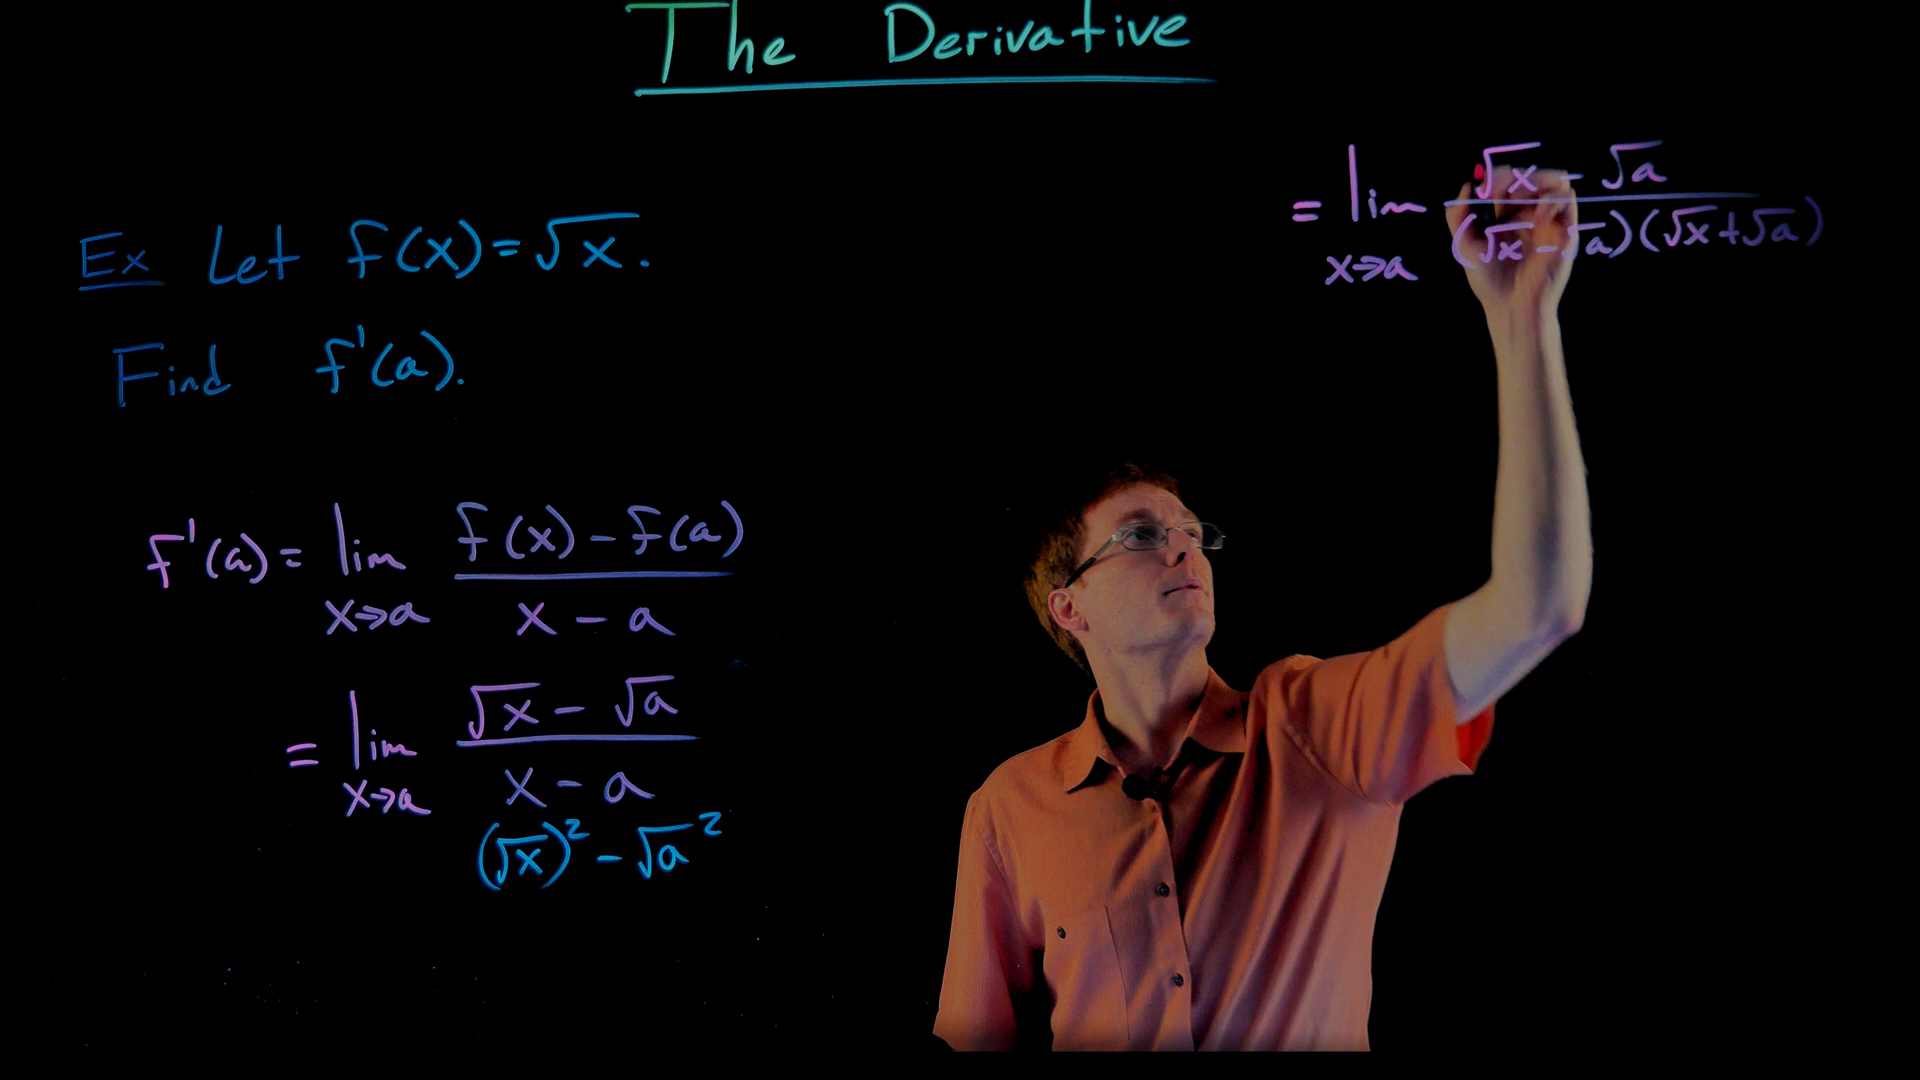 The Derivative
Ex Let f(x)=√x.
Find f'(a).
f'(a) = lim x→a (f(x) - f(a)) / (x - a)
= lim x→a (√x - √a) / (x - a)
(√x)² - √a²
= lim x→a (√x - √a) / ((√x - √a)(√x + √a))